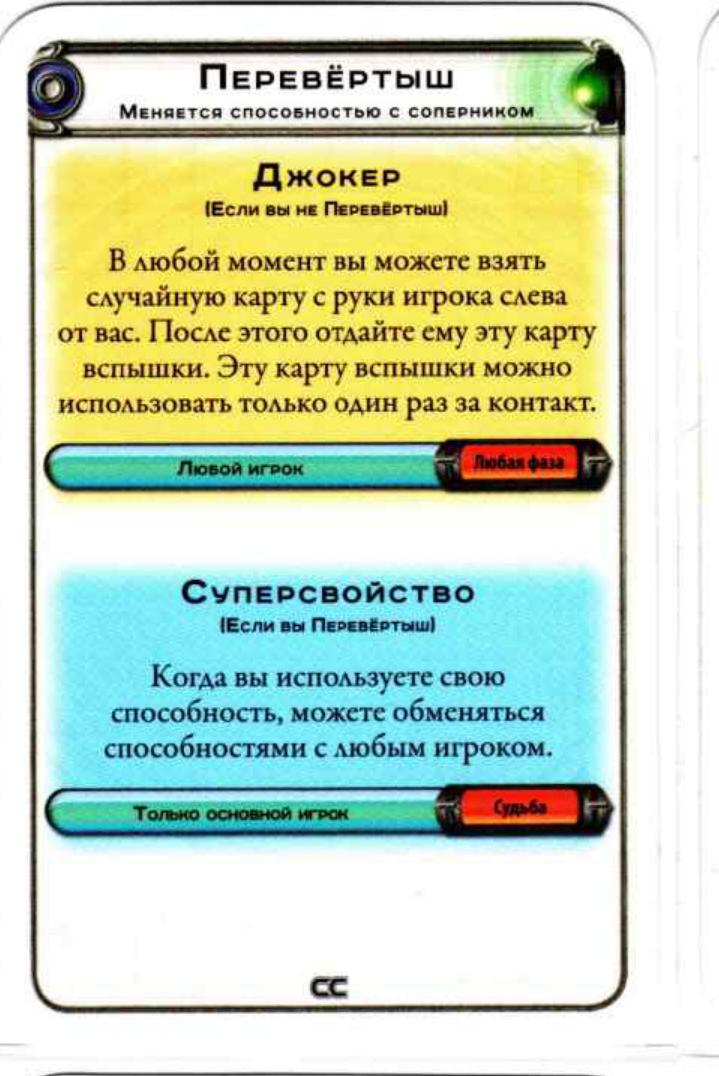 Перевёртыш
Меняется способностью с соперником
Джокер
(Если вы не Перевёртыш)
В любой момент вы можете взять
случайную карту с руки игрока слева
от вас. После этого отдайте ему эту карту
вспышки. Эту карту вспышки можно
использовать только один раз за контакт.
Любой игрок
Любая фаза
Суперсвойство
(Если вы Перевёртыш)
Когда вы используете свою
способность, можете обменяться
способностями с любым игроком.
Только основной игрок
Судьба
CC